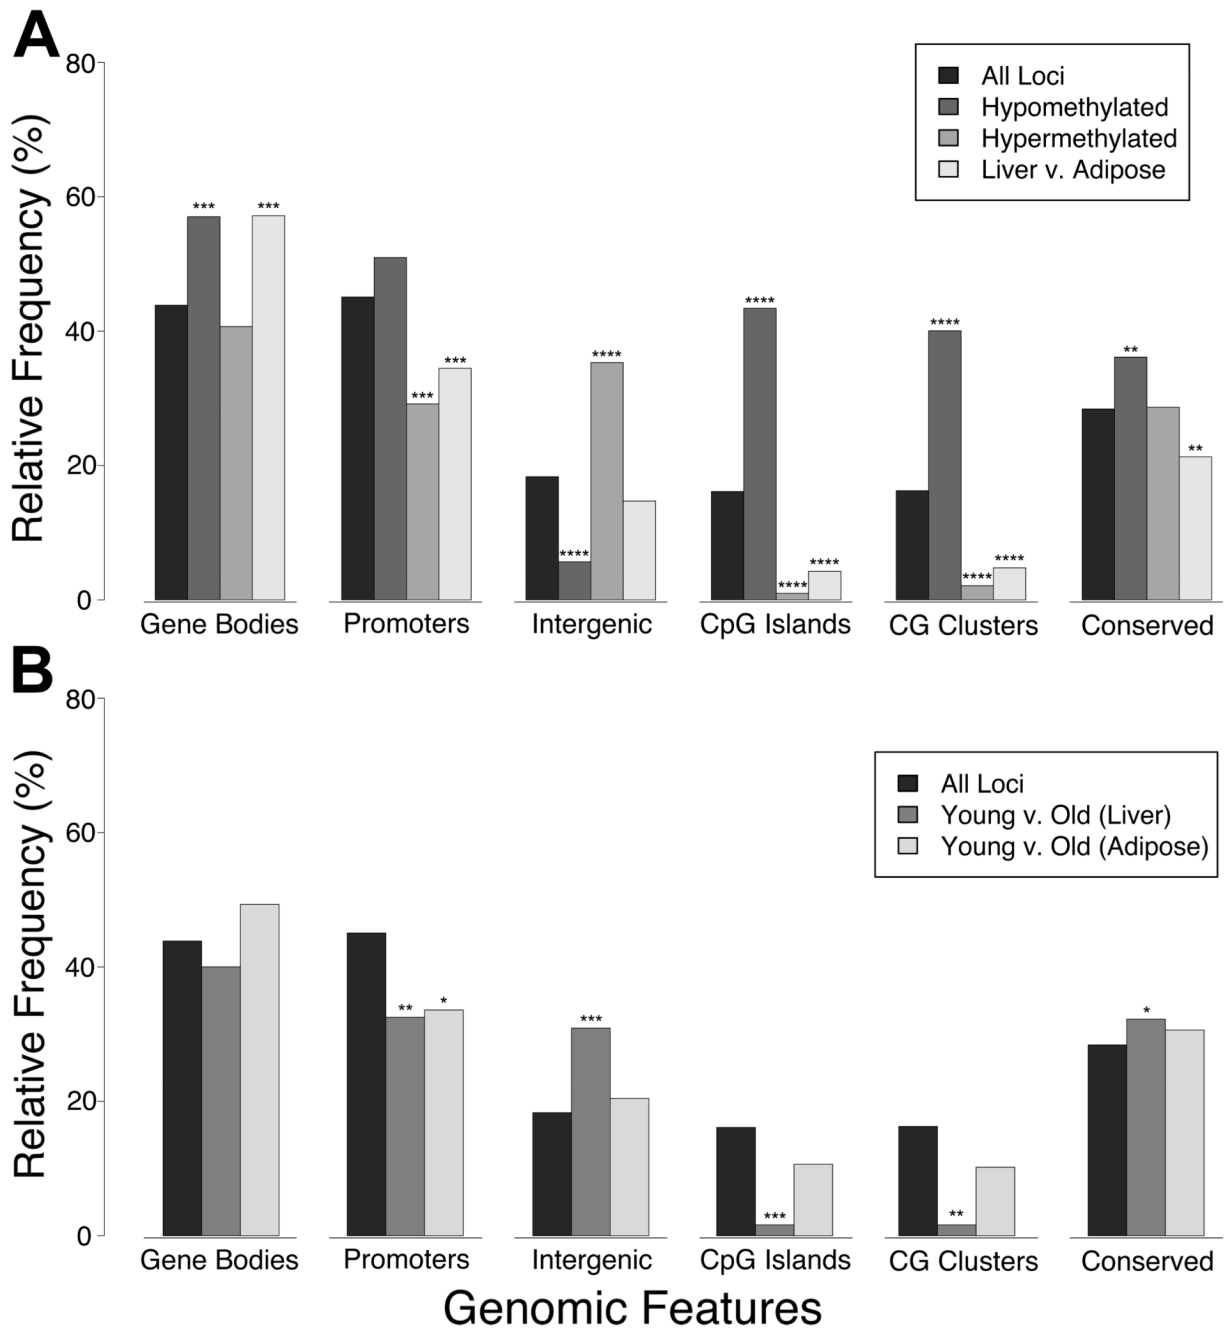 A
80
60
40
20
0
Relative Frequency (%)
All Loci
Hypomethylated
Hypermethylated
Liver v. Adipose
*** ***
*** ***
**** ****
**** **** ****
**** **** ****
** **
Gene Bodies Promoters Intergenic CpG Islands CG Clusters Conserved
B
80
60
40
20
0
Relative Frequency (%)
All Loci
Young v. Old (Liver)
Young v. Old (Adipose)
** *
***
***
**
*
Gene Bodies Promoters Intergenic CpG Islands CG Clusters Conserved
Genomic Features